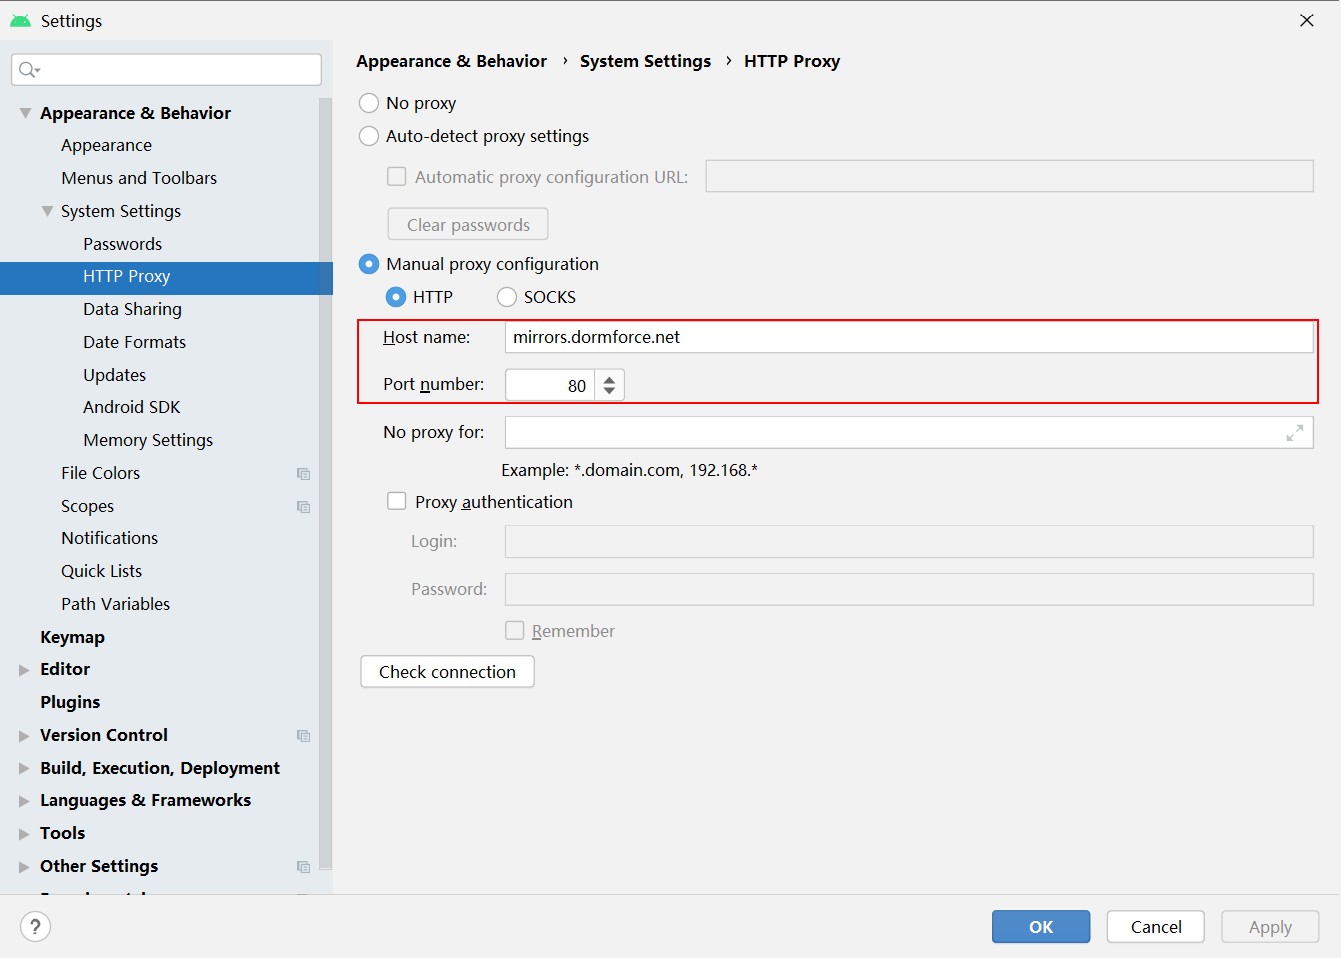 Settings
Appearance & Behavior
Appearance
Menus and Toolbars
System Settings
Passwords
HTTP Proxy
Data Sharing
Date Formats
Updates
Android SDK
Memory Settings
File Colors
Scopes
Notifications
Quick Lists
Path Variables
Keymap
Editor
Plugins
Version Control
Build, Execution, Deployment
Languages & Frameworks
Tools
Other Settings
Appearance & Behavior › System Settings › HTTP Proxy
No proxy
Auto-detect proxy settings
Automatic proxy configuration URL:
Clear passwords
Manual proxy configuration
HTTP SOCKS
Host name: mirrors.dormforce.net
Port number: 80
No proxy for:
Example: *.domain.com, 192.168.*
Proxy authentication
Login:
Password:
Remember
Check connection
? OK Cancel Apply